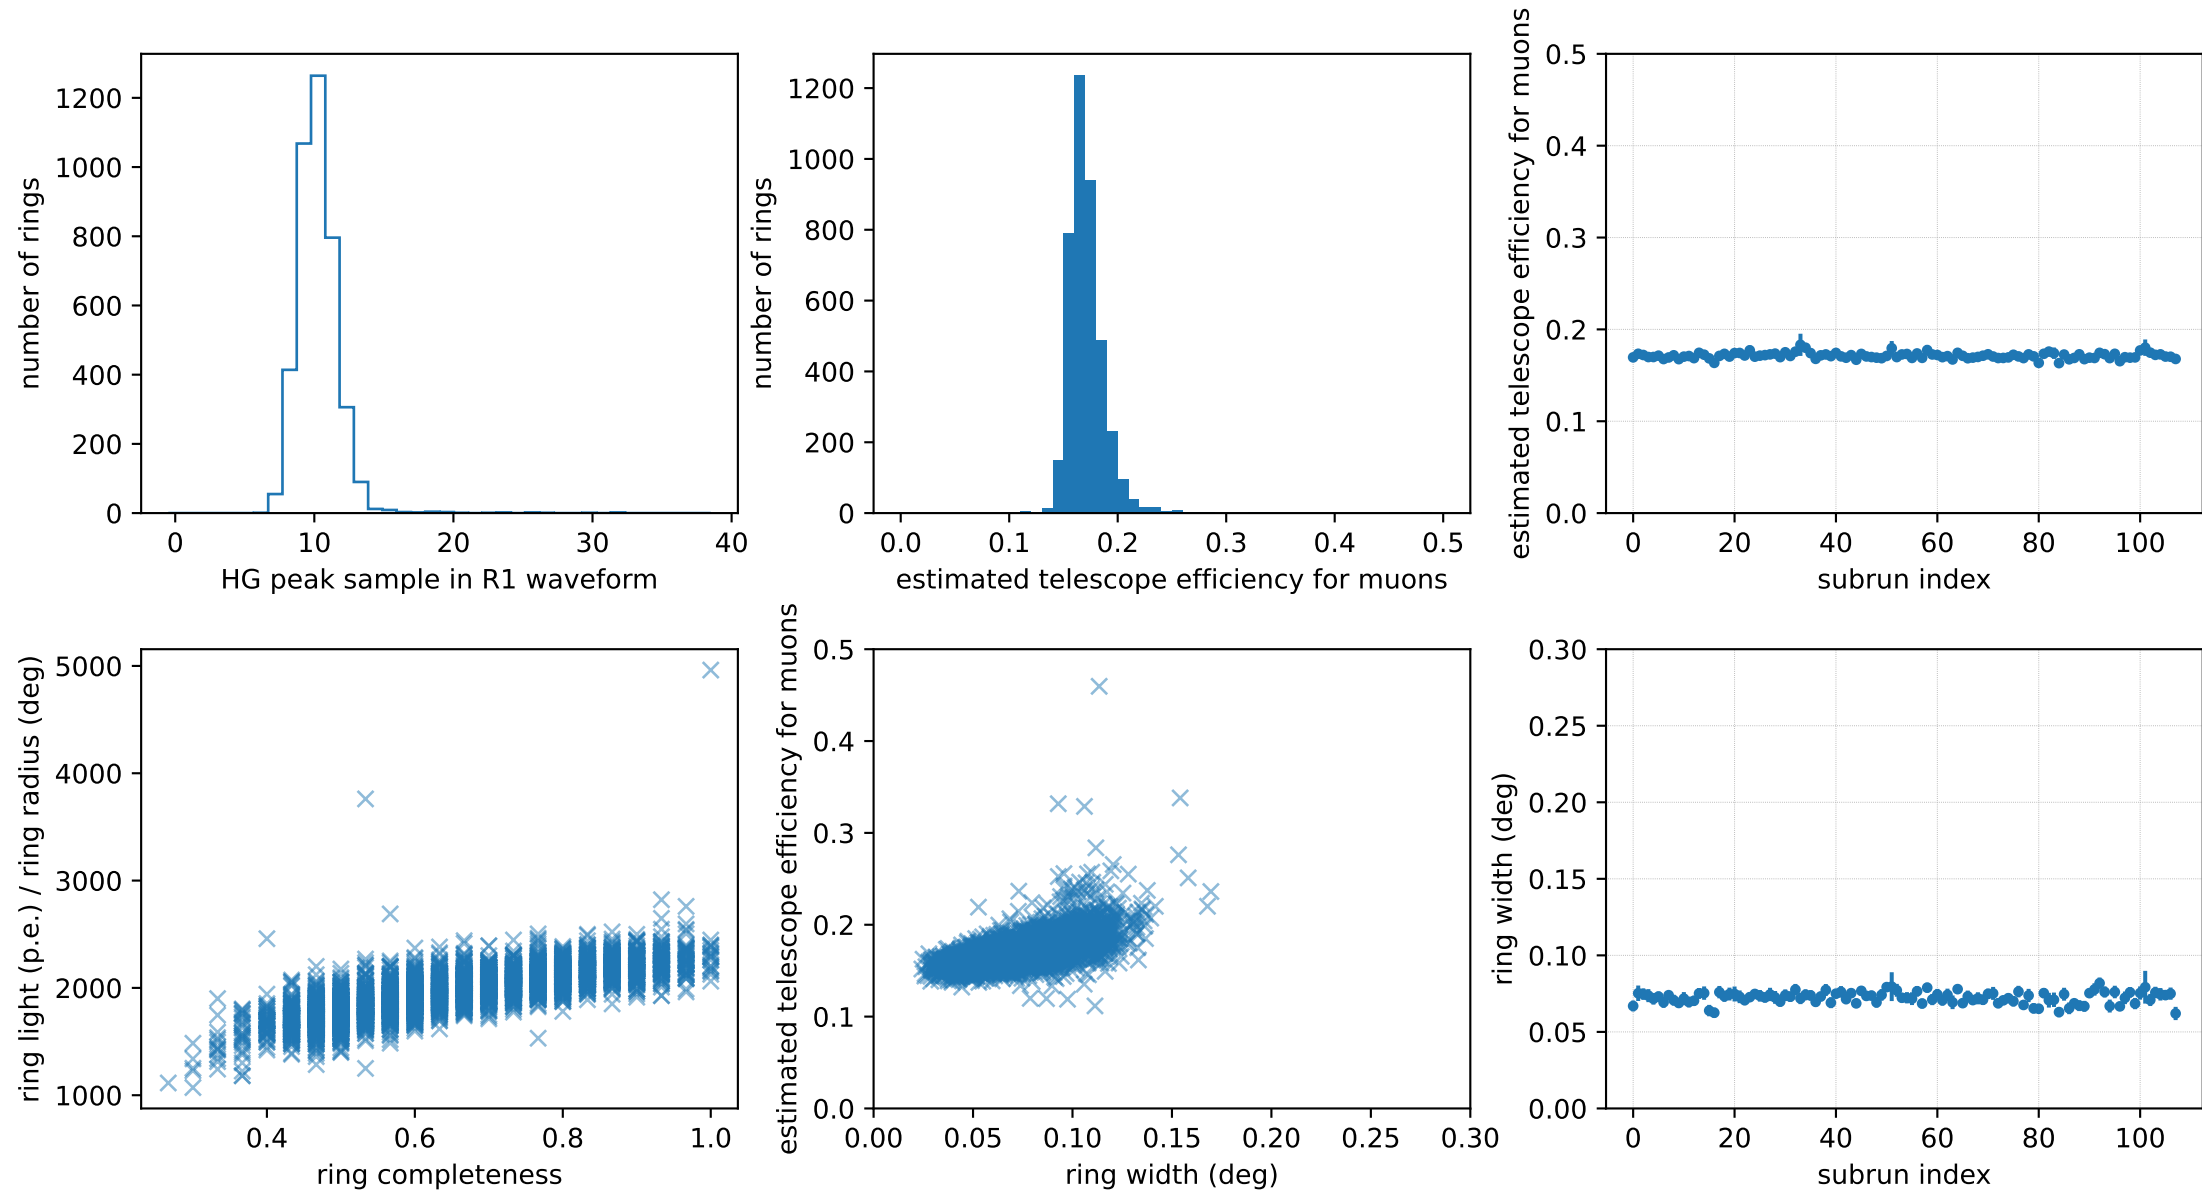 number of rings
1200
1000
800
600
400
200
0
0 10 20 30 40
HG peak sample in R1 waveform
number of rings
1200
1000
800
600
400
200
0
0.0 0.1 0.2 0.3 0.4 0.5
estimated telescope efficiency for muons
estimated telescope efficiency for muons
0.5
0.4
0.3
0.2
0.1
0.0
0 20 40 60 80 100
subrun index
ring light (p.e.) / ring radius (deg)
5000
4000
3000
2000
1000
0.4 0.6 0.8 1.0
ring completeness
estimated telescope efficiency for muons
0.5
0.4
0.3
0.2
0.1
0.0
0.00 0.05 0.10 0.15 0.20 0.25 0.30
ring width (deg)
ring width (deg)
0.30
0.25
0.20
0.15
0.10
0.05
0.00
0 20 40 60 80 100
subrun index